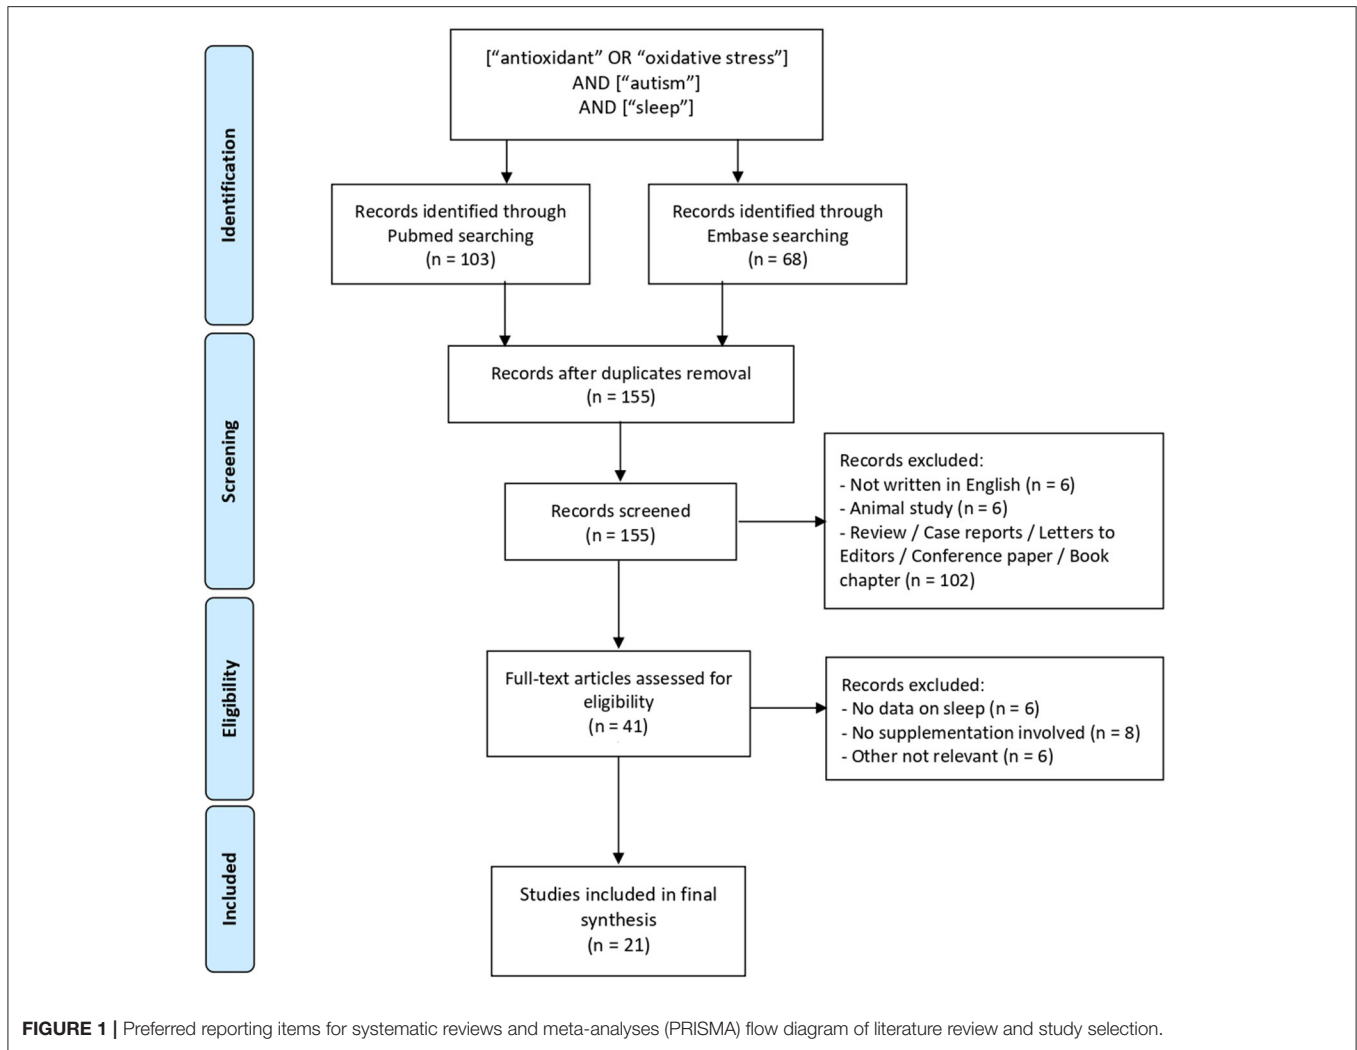 [“antioxidant” OR “oxidative stress”]
AND [“autism”]
AND [“sleep”]
Identification
Records identified through
Pubmed searching
(n = 103)
Records identified through
Embase searching
(n = 68)
Screening
Records after duplicates removal
(n = 155)
Records screened
(n = 155)
Records excluded:
- Not written in English (n = 6)
- Animal study (n = 6)
- Review / Case reports / Letters to
Editors / Conference paper / Book
chapter (n = 102)
Eligibility
Full-text articles assessed for
eligibility
(n = 41)
Records excluded:
- No data on sleep (n = 6)
- No supplementation involved (n = 8)
- Other not relevant (n = 6)
Included
Studies included in final
synthesis
(n = 21)
FIGURE 1 | Preferred reporting items for systematic reviews and meta-analyses (PRISMA) flow diagram of literature review and study selection.